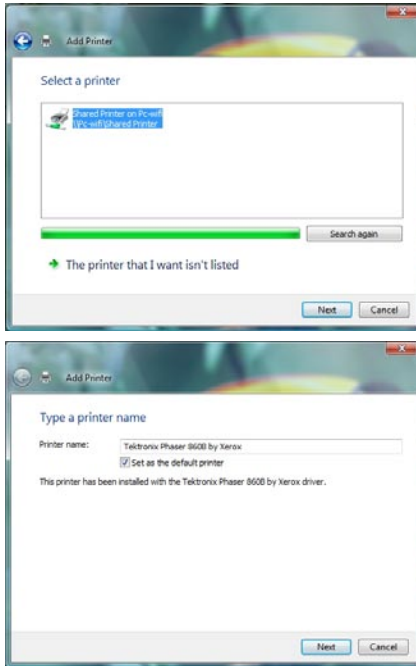 Add Printer
Select a printer
Shared Printer on Pc-wifi
\\Pc-wifi\Shared Printer
Search again
The printer that I want isn't listed
Next Cancel
Add Printer
Type a printer name
Printer name: Tektronix Phaser 860B by Xerox
Set as the default printer
This printer has been installed with the Tektronix Phaser 860B by Xerox driver.
Next Cancel